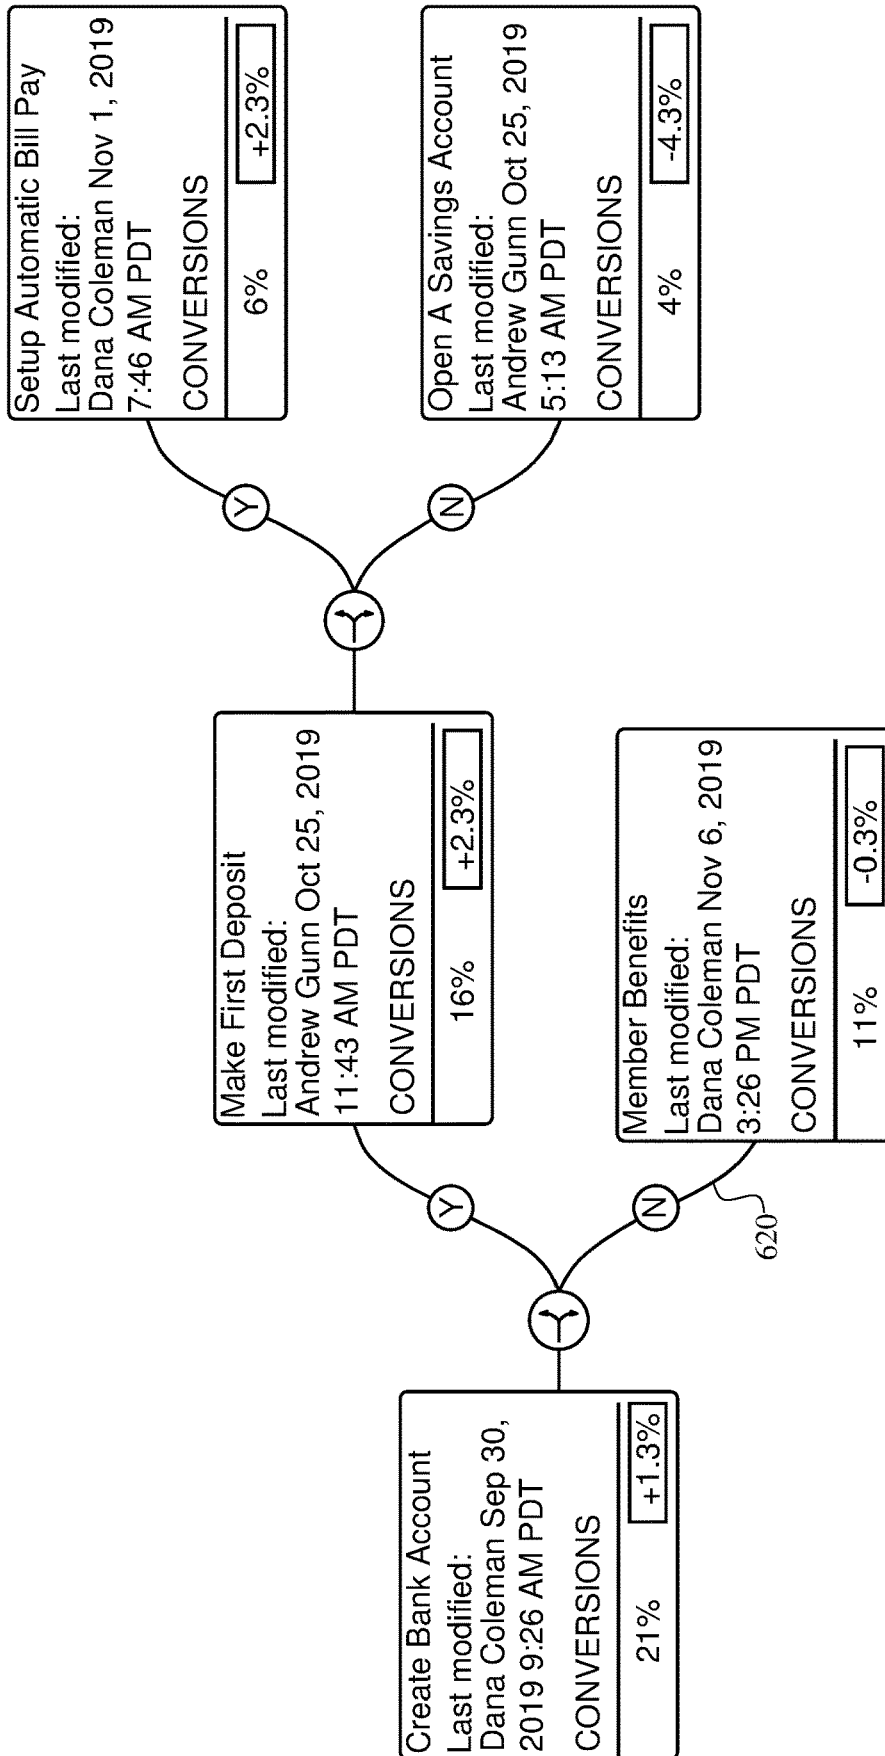 Create Bank Account
Last modified:
Dana Coleman Sep 30,
2019 9:26 AM PDT
CONVERSIONS
21%
+1.3%
Y
N
620
Make First Deposit
Last modified:
Andrew Gunn Oct 25, 2019
11:43 AM PDT
CONVERSIONS
16%
+2.3%
Member Benefits
Last modified:
Dana Coleman Nov 6, 2019
3:26 PM PDT
CONVERSIONS
11%
-0.3%
Y
N
Setup Automatic Bill Pay
Last modified:
Dana Coleman Nov 1, 2019
7:46 AM PDT
CONVERSIONS
6%
+2.3%
Open A Savings Account
Last modified:
Andrew Gunn Oct 25, 2019
5:13 AM PDT
CONVERSIONS
4%
-4.3%